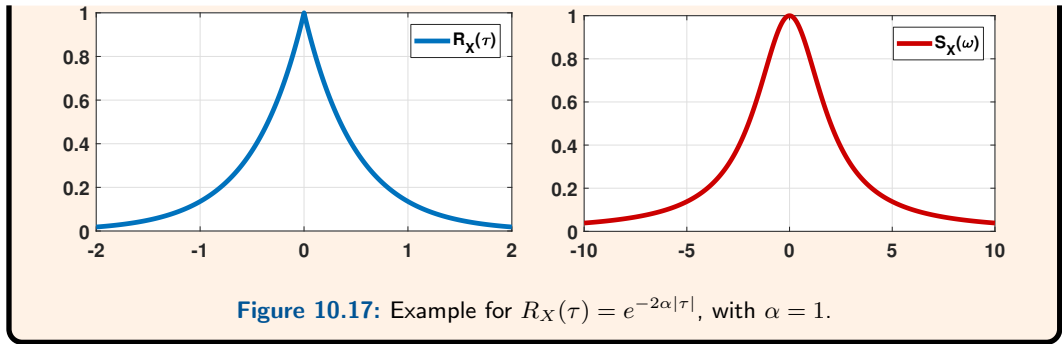 1
0.8
0.6
0.4
0.2
0
-2 -1 0 1 2
R_X(τ)
1
0.8
0.6
0.4
0.2
0
-10 -5 0 5 10
S_X(ω)
Figure 10.17: Example for R_X(τ) = e^{-2α|τ|}, with α = 1.